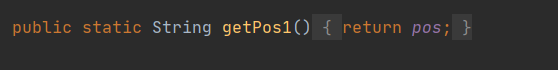 public static String getPos1() { return pos; }